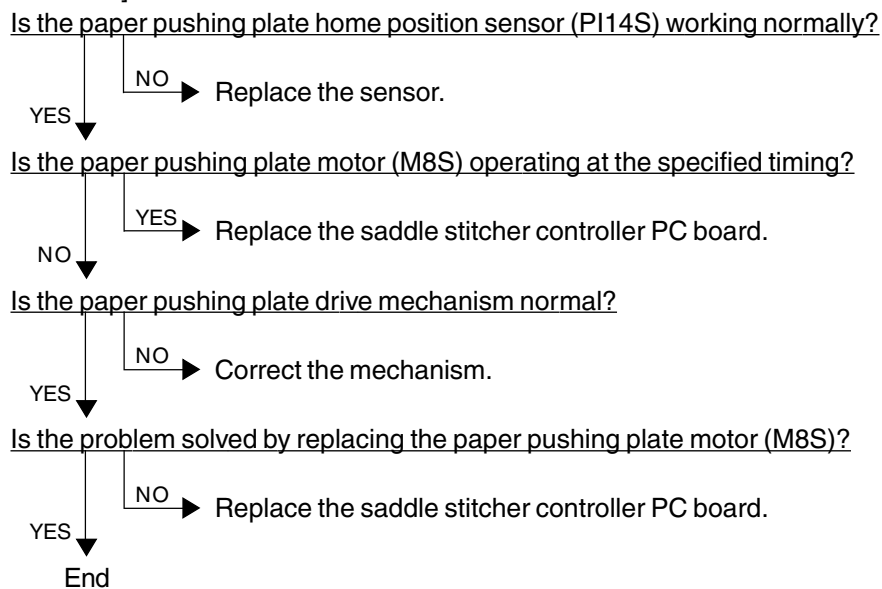 Is the paper pushing plate home position sensor (PI14S) working normally?
NO
Replace the sensor.
YES
Is the paper pushing plate motor (M8S) operating at the specified timing?
YES
Replace the saddle stitcher controller PC board.
NO
Is the paper pushing plate drive mechanism normal?
NO
Correct the mechanism.
YES
Is the problem solved by replacing the paper pushing plate motor (M8S)?
NO
Replace the saddle stitcher controller PC board.
YES
End